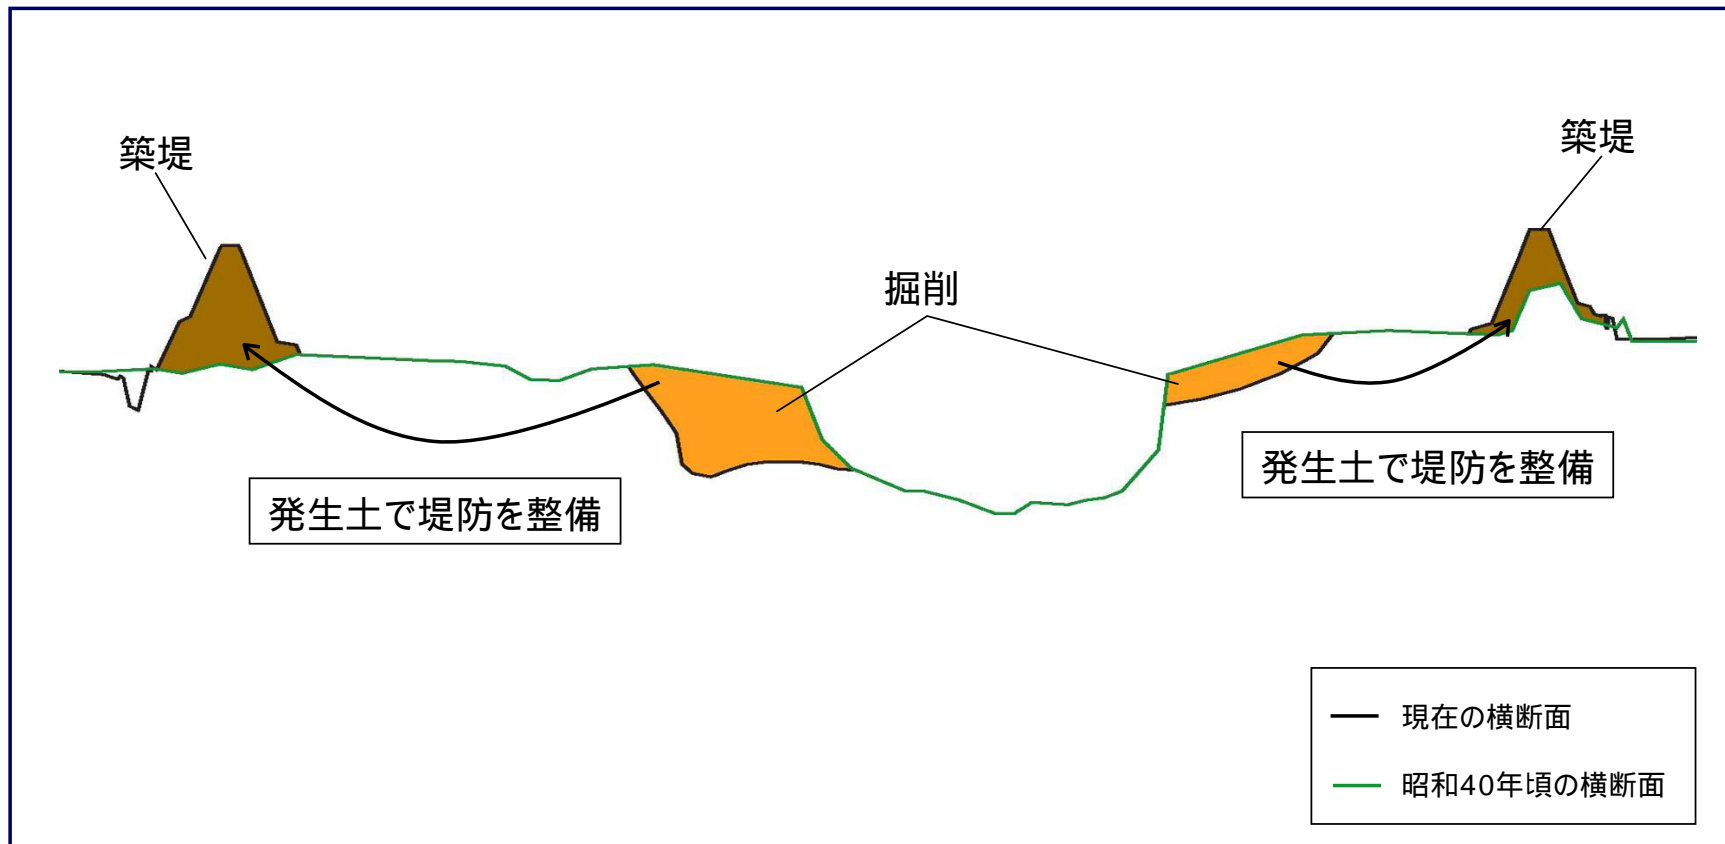 築堤
築堤
掘削
発生土で堤防を整備
発生土で堤防を整備
現在の横断面
昭和40年頃の横断面